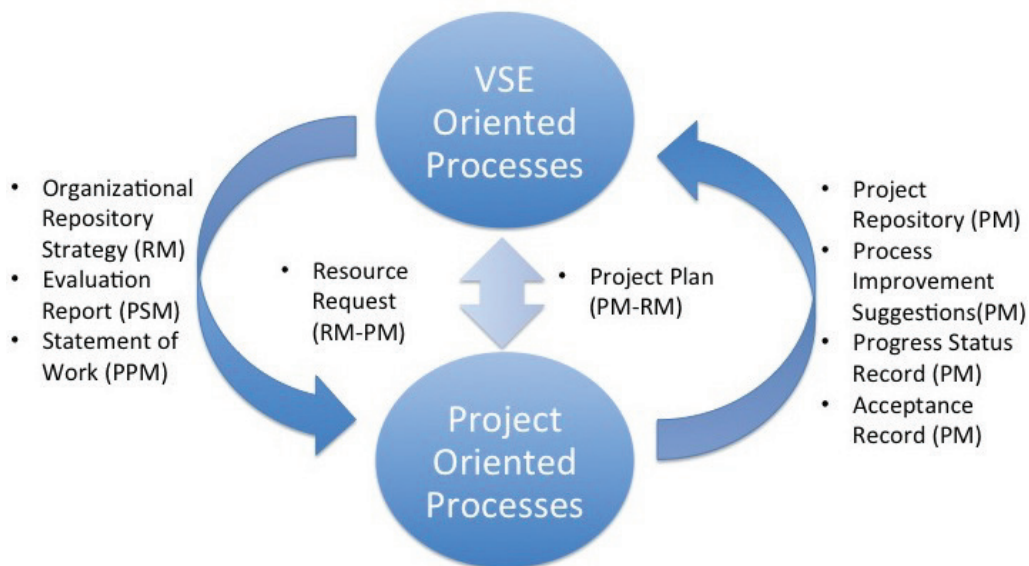 VSE
Oriented
Processes
• Organizational
Repository
Strategy (RM)
• Evaluation
Report (PSM)
• Statement of
Work (PPM)
• Resource
Request
(RM-PM)
• Project Plan
(PM-RM)
• Project
Repository (PM)
• Process
Improvement
Suggestions(PM)
• Progress Status
Record (PM)
• Acceptance
Record (PM)
Project
Oriented
Processes